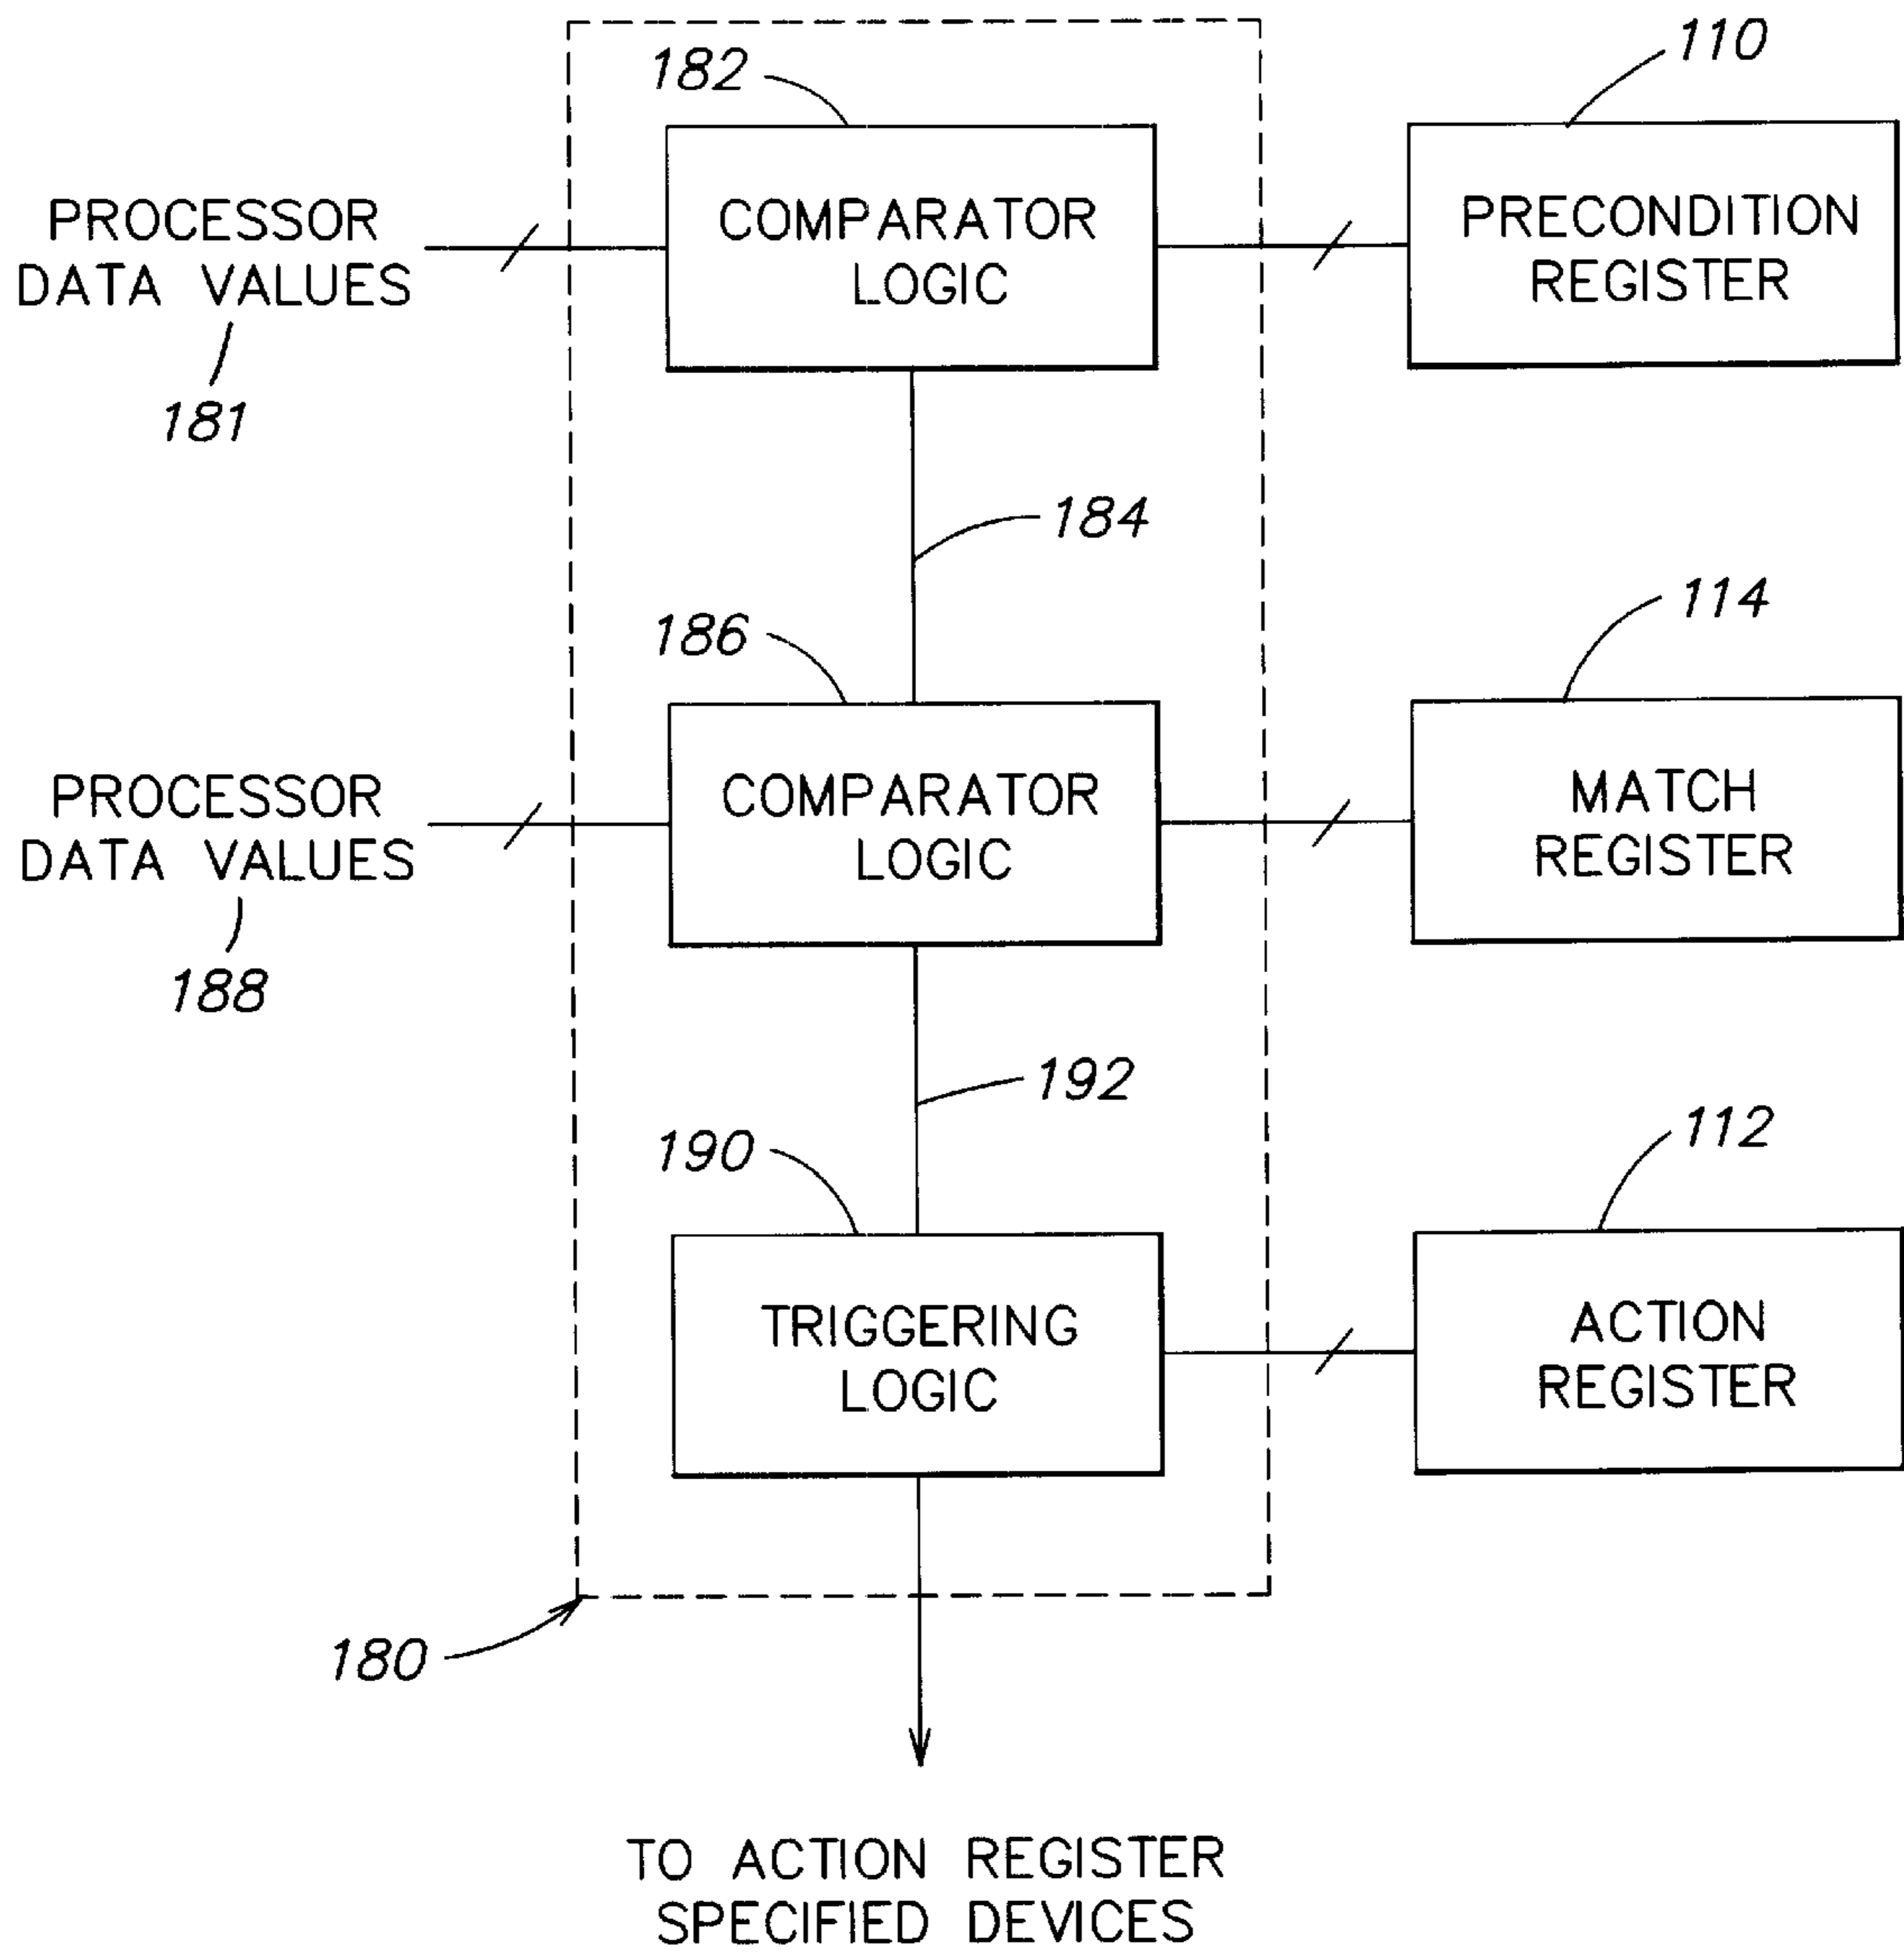 182
110
PROCESSOR
DATA VALUES
181
COMPARATOR
LOGIC
PRECONDITION
REGISTER
184
186
114
PROCESSOR
DATA VALUES
188
COMPARATOR
LOGIC
MATCH
REGISTER
192
190
112
TRIGGERING
LOGIC
ACTION
REGISTER
180
TO ACTION REGISTER
SPECIFIED DEVICES